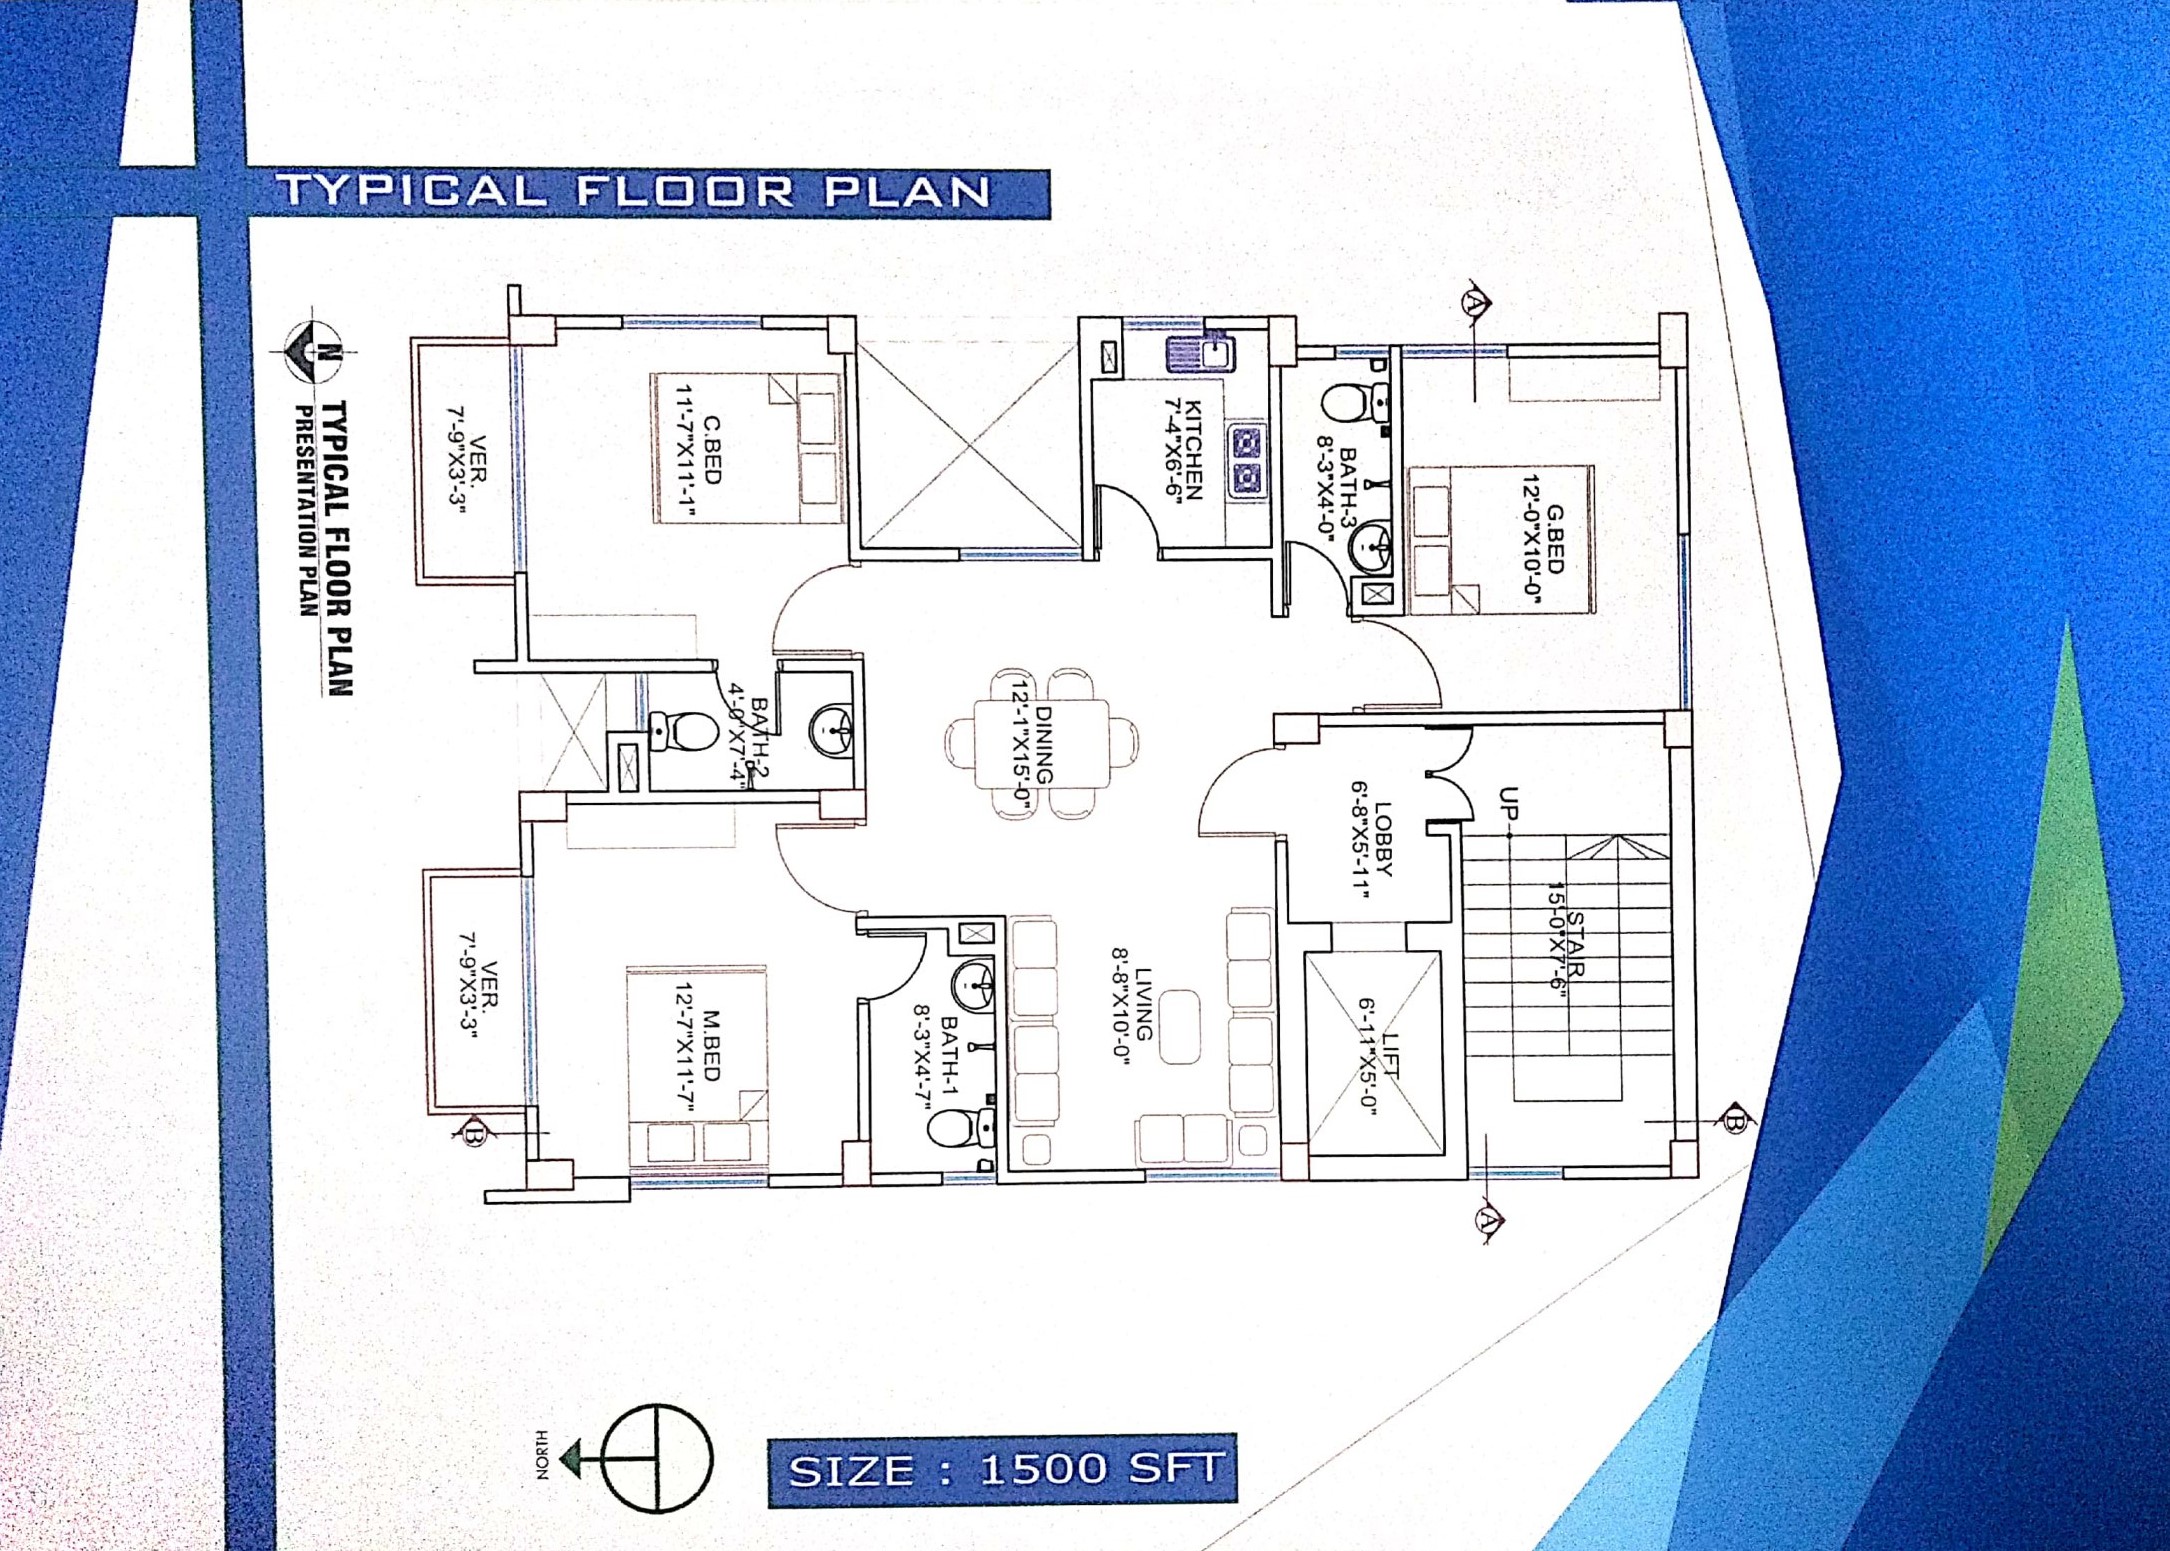 TYPICAL FLOOR PLAN
N
TYPICAL FLOOR PLAN
PRESENTATION PLAN
A
VER.
7'-9"X3'-3"
C.BED
11'-7"X11'-1"
KITCHEN
7'-4"X6'-6"
BATH-3
8'-3"X4'-0"
G.BED
12'-0"X10'-0"
BATH-2
4'-0"X7'-4"
DINING
12'-1"X15'-0"
LOBBY
6'-8"X5'-11"
UP
STAIR
15'-0"X7'-6"
VER.
7'-9"X3'-3"
M.BED
12'-7"X11'-7"
BATH-1
8'-3"X4'-7"
LIVING
8'-8"X10'-0"
LIFT
6'-11"X5'-0"
B
B
A
NORTH
SIZE : 1500 SFT